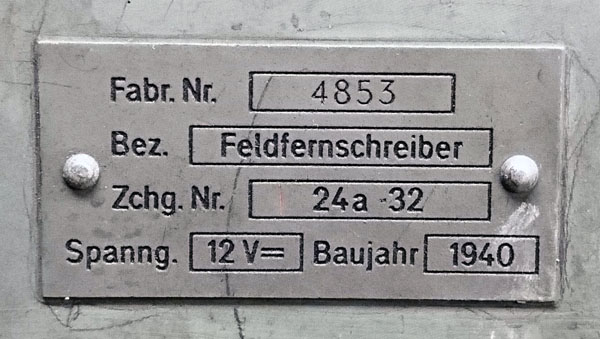 Fabr. Nr. 4853
Bez. Feldfernschreiber
Zchg. Nr. 24a-32
Spanng. 12 V= Baujahr 1940